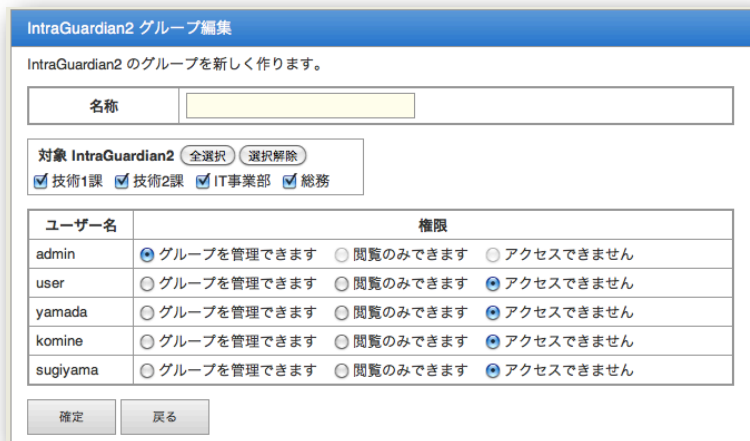 IntraGuardian2 グループ編集
IntraGuardian2 のグループを新しく作ります。
名称
対象 IntraGuardian2 全選択 選択解除
技術1課 技術2課 IT事業部 総務
ユーザー名 権限
admin グループを管理できます 閲覧のみできます アクセスできません
user グループを管理できます 閲覧のみできます アクセスできません
yamada グループを管理できます 閲覧のみできます アクセスできません
komine グループを管理できます 閲覧のみできます アクセスできません
sugiyama グループを管理できます 閲覧のみできます アクセスできません
確定 戻る